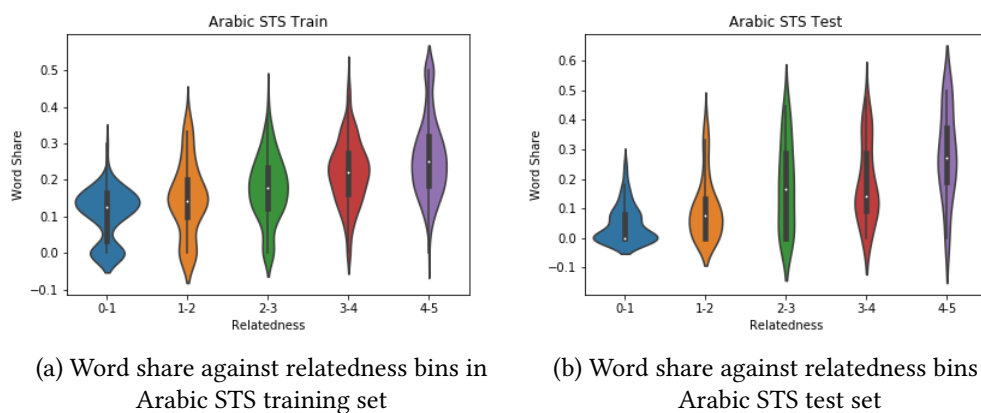 Arabic STS Train
Word Share
0.5
0.4
0.3
0.2
0.1
0.0
−0.1
0-1 1-2 2-3 3-4 4-5
Relatedness
(a) Word share against relatedness bins in
Arabic STS training set
Arabic STS Test
Word Share
0.6
0.5
0.4
0.3
0.2
0.1
0.0
−0.1
0-1 1-2 2-3 3-4 4-5
Relatedness
(b) Word share against relatedness bins
Arabic STS test set